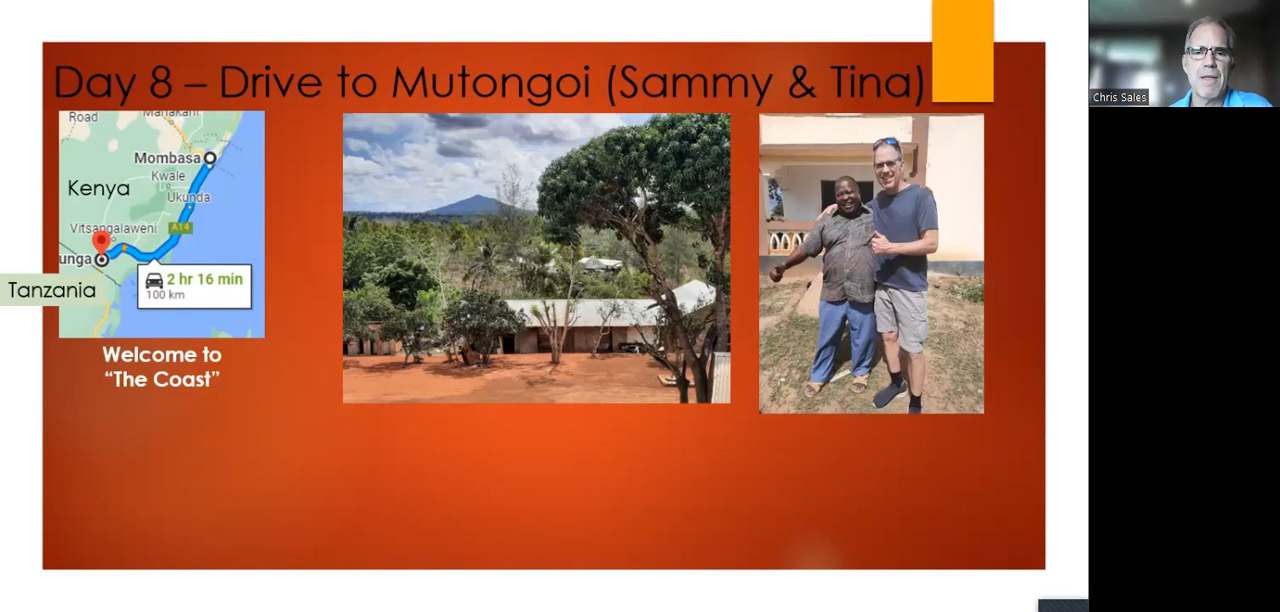 Day 8 – Drive to Mutongoi (Sammy & Tina)
Road
Mombasa
Kwale
Kenya
Ukunda
Vitsangalaweni
A14
unga
2 hr 16 min
100 km
Tanzania
Welcome to
“The Coast”
Chris Sales